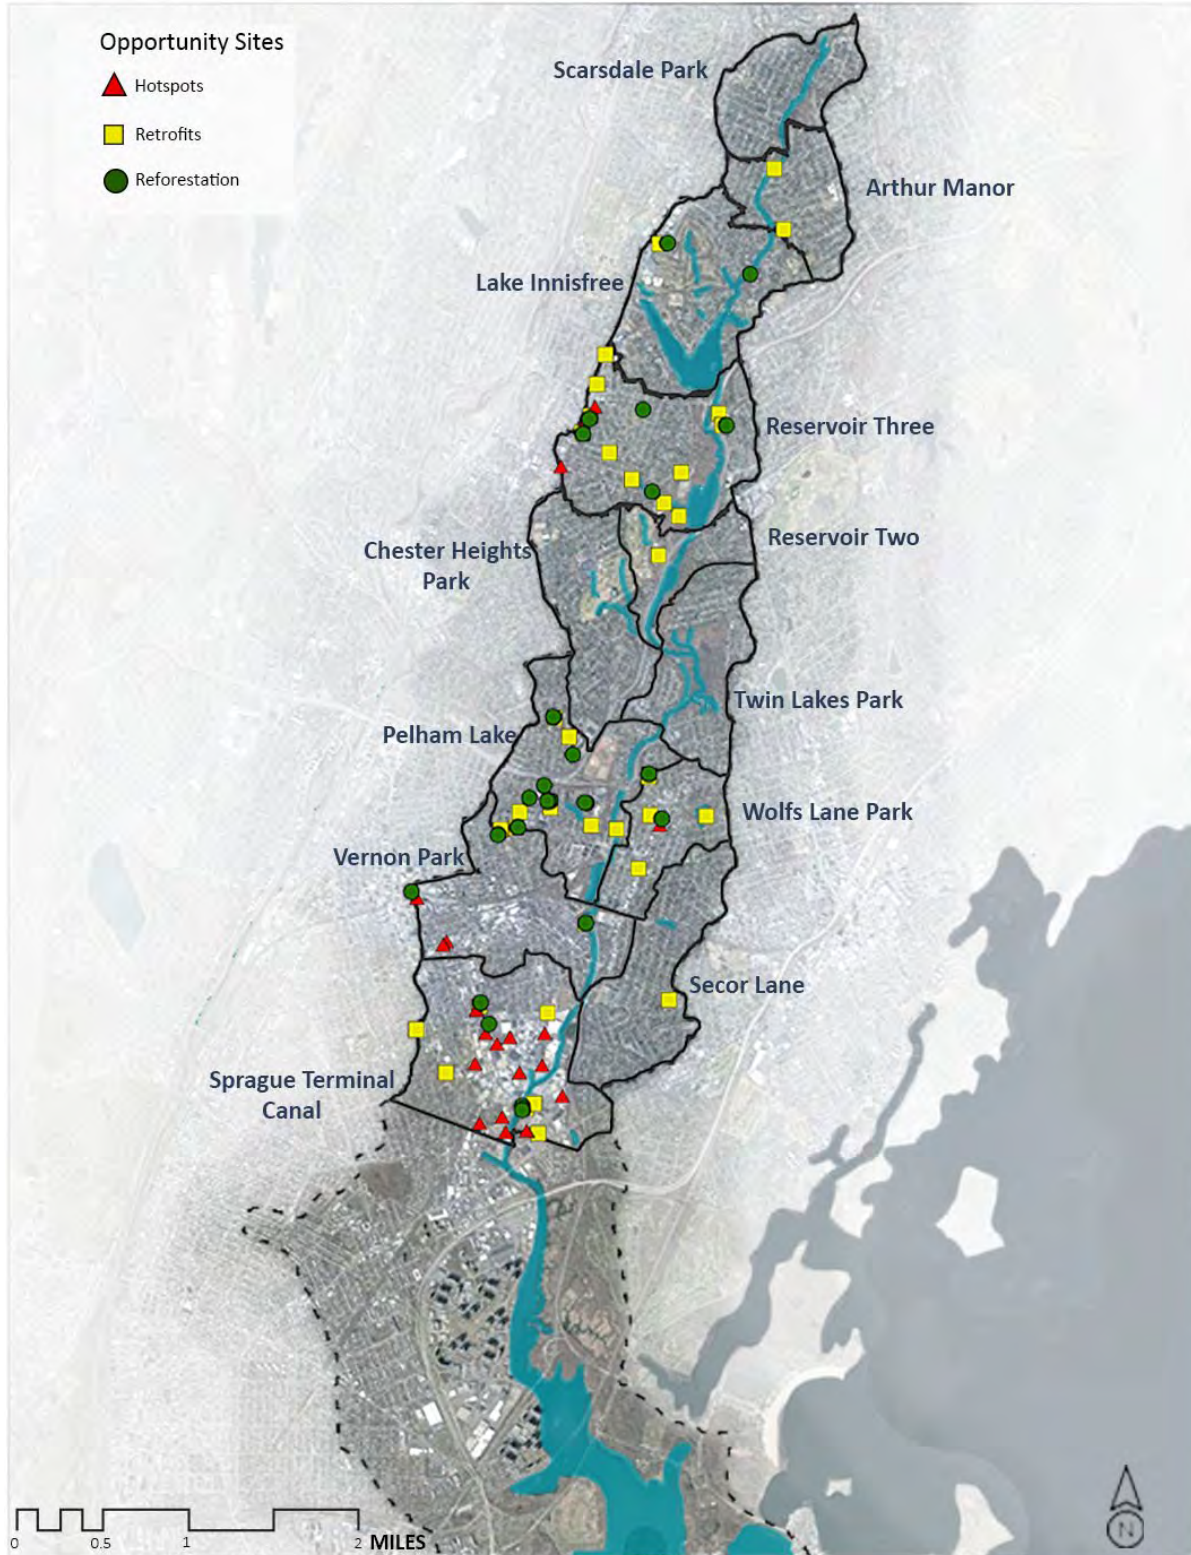 Opportunity Sites
Hotspots
Retrofits
Reforestation
Scarsdale Park
Arthur Manor
Lake Innisfree
Reservoir Three
Reservoir Two
Chester Heights
Park
Twin Lakes Park
Pelham Lake
Wolfs Lane Park
Vernon Park
Secor Lane
Sprague Terminal
Canal
0 0.5 1 2 MILES
N